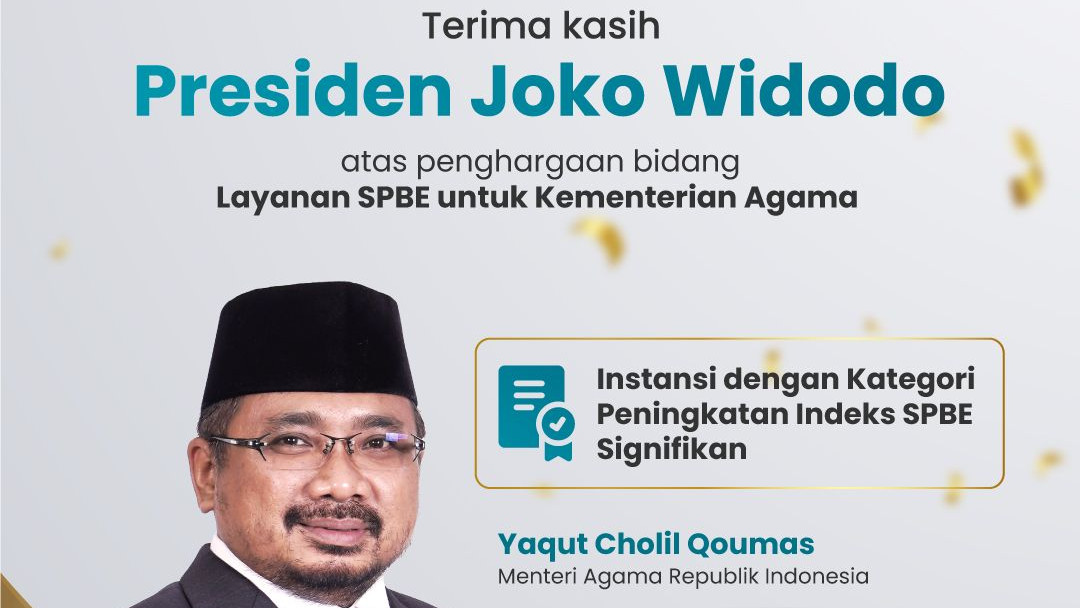 Terima kasih
Presiden Joko Widodo
atas penghargaan bidang
Layanan SPBE untuk Kementerian Agama
Instansi dengan Kategori
Peningkatan Indeks SPBE
Signifikan
Yaqut Cholil Qoumas
Menteri Agama Republik Indonesia